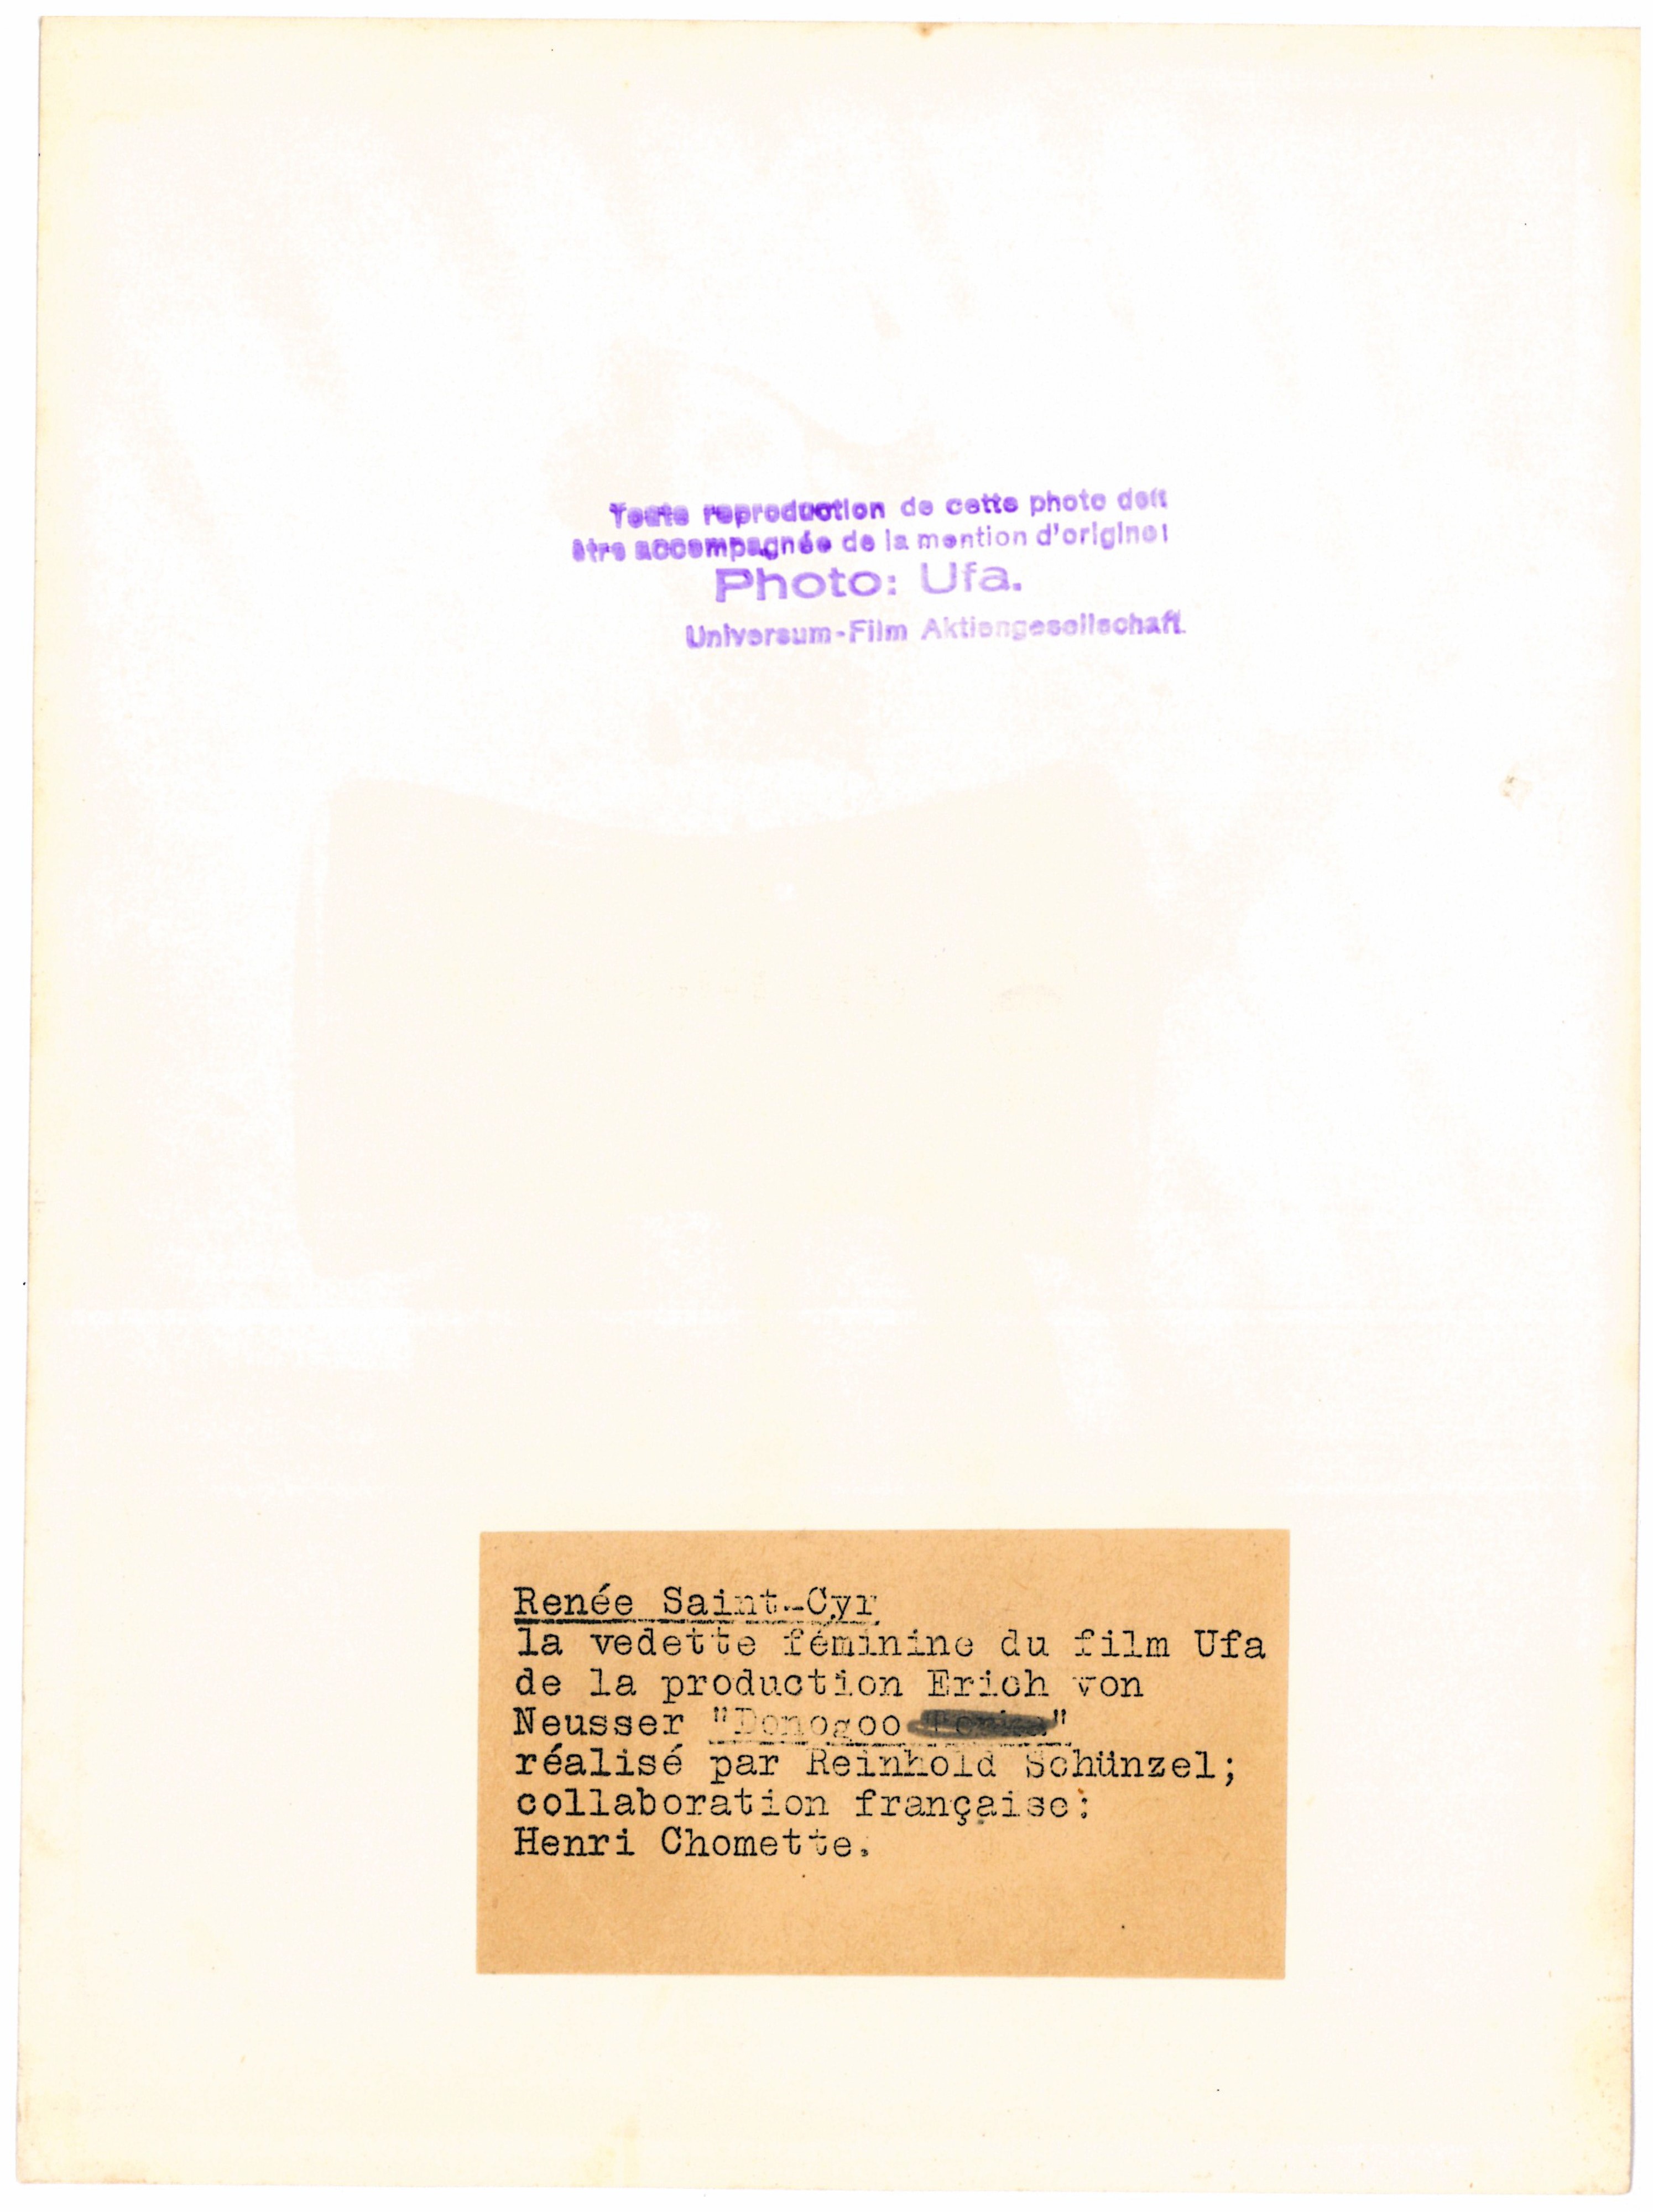 Toute reproduction de cette photo doit
être accompagnée de la mention d'origine:
Photo: Ufa.
Universum-Film Aktiengesellschaft.
Renée Saint-Cyr
la vedette féminine du film Ufa
de la production Erich von
Neusser "Donogoo Tonka"
réalisé par Reinhold Schünzel;
collaboration française:
Henri Chomette.